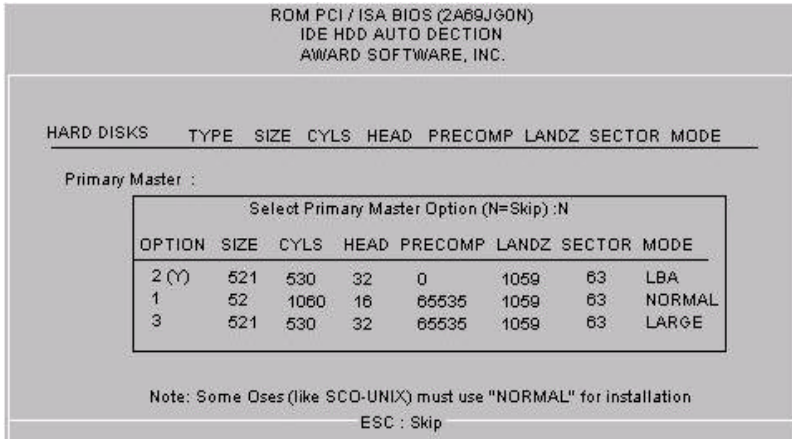 ROM PCI / ISA BIOS (2A69JG0N)
IDE HDD AUTO DECTION
AWARD SOFTWARE, INC.
HARD DISKS TYPE SIZE CYLS HEAD PRECOMP LANDZ SECTOR MODE
Primary Master :
Select Primary Master Option (N=Skip) :N
OPTION SIZE CYLS HEAD PRECOMP LANDZ SECTOR MODE
2 (Y) 521 530 32 0 1059 63 LBA
1 52 1060 16 65535 1059 63 NORMAL
3 521 530 32 65535 1059 63 LARGE
Note: Some Oses (like SCO-UNIX) must use "NORMAL" for installation
ESC : Skip